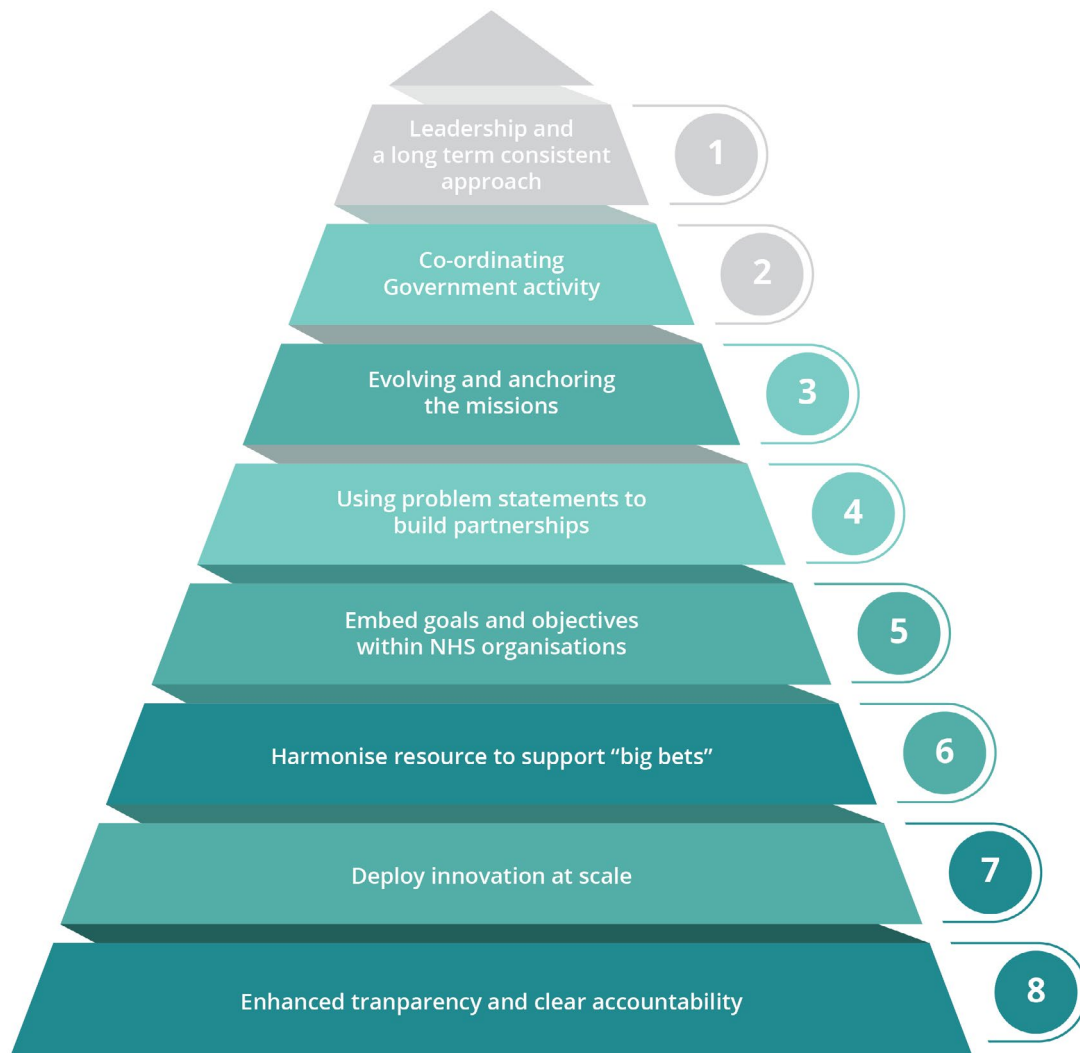 Leadership and
a long term consistent
approach
1
Co-ordinating
Government activity
2
Evolving and anchoring
the missions
3
Using problem statements to
build partnerships
4
Embed goals and objectives
within NHS organisations
5
Harmonise resource to support “big bets”
6
Deploy innovation at scale
7
Enhanced tranparency and clear accountability
8